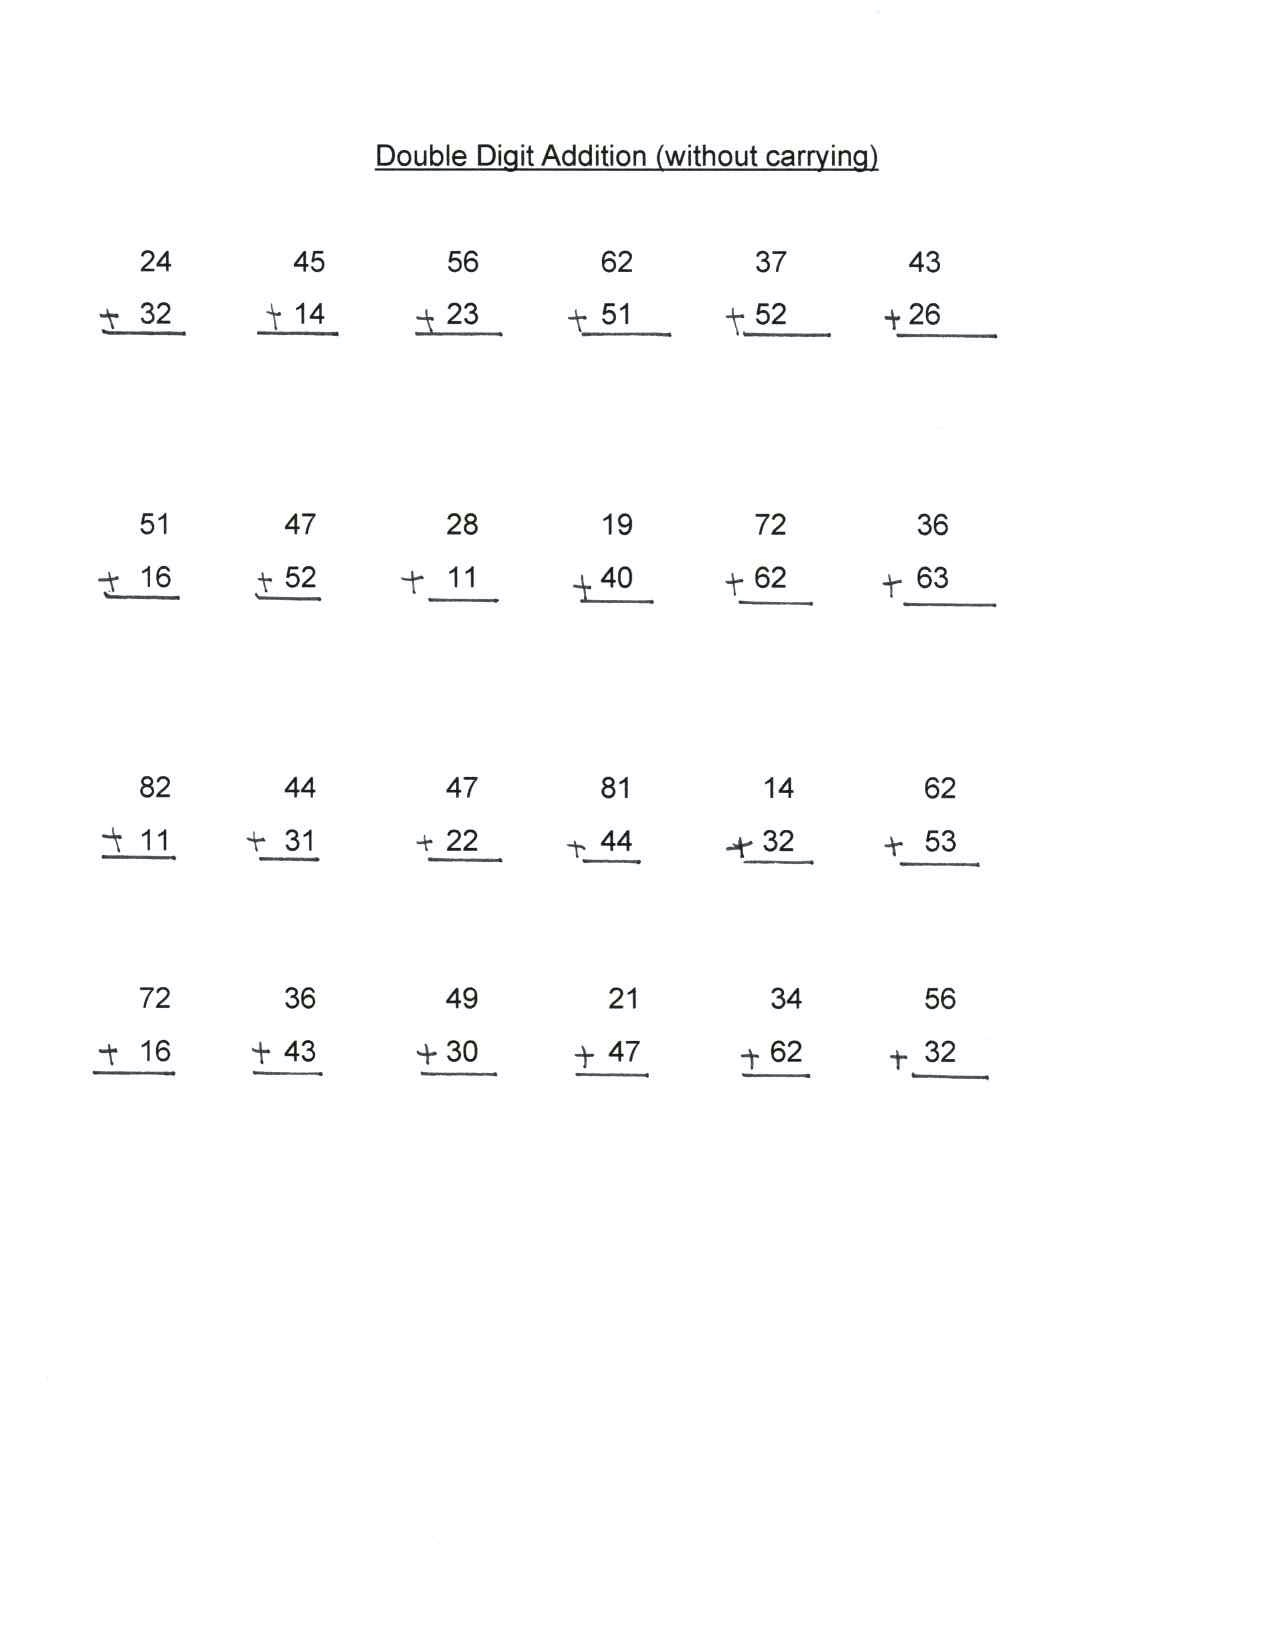 Double Digit Addition (without carrying)
24 45 56 62 37 43
+ 32 + 14 + 23 + 51 + 52 + 26
51 47 28 19 72 36
+ 16 + 52 + 11 + 40 + 62 + 63
82 44 47 81 14 62
+ 11 + 31 + 22 + 44 + 32 + 53
72 36 49 21 34 56
+ 16 + 43 + 30 + 47 + 62 + 32